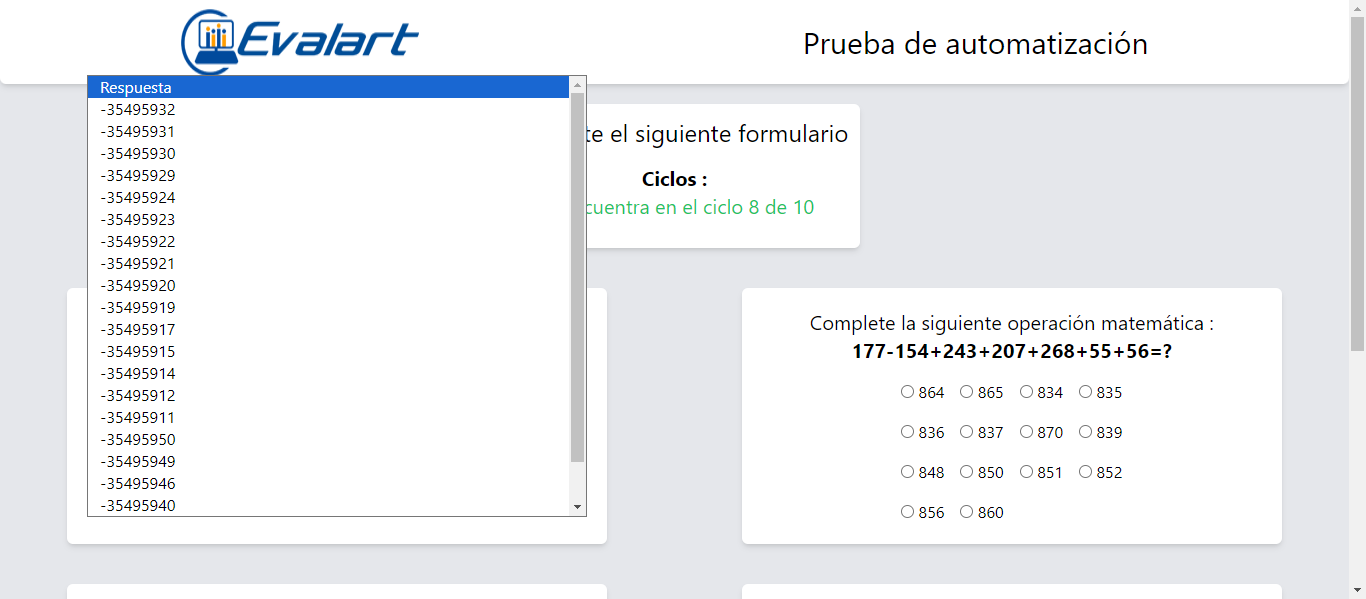 Evalart
Prueba de automatización
Respuesta
-35495932
-35495931
-35495930
-35495929
-35495924
-35495923
-35495922
-35495921
-35495920
-35495919
-35495917
-35495915
-35495914
-35495912
-35495911
-35495950
-35495949
-35495946
-35495940
te el siguiente formulario
Ciclos :
cuentra en el ciclo 8 de 10
Complete la siguiente operación matemática :
177-154+243+207+268+55+56=?
864 865 834 835
836 837 870 839
848 850 851 852
856 860